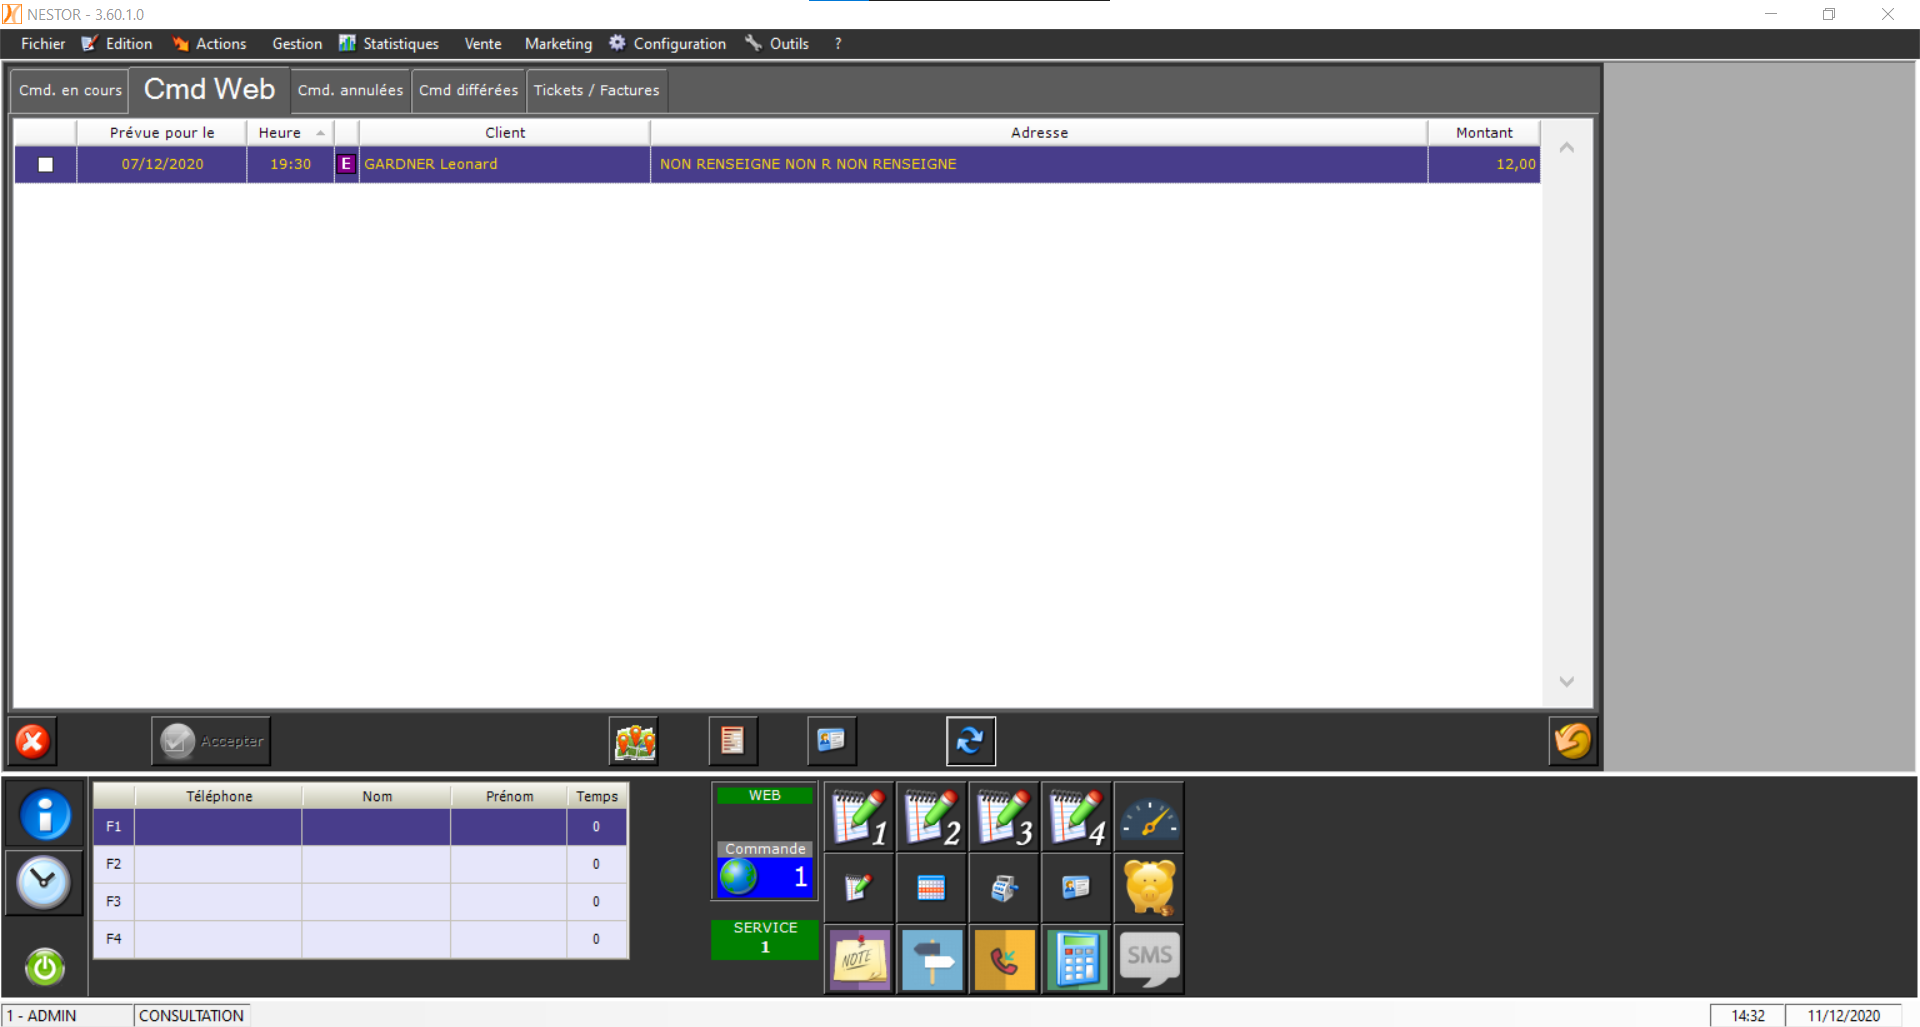 NESTOR - 3.60.1.0
Fichier Edition Actions Gestion Statistiques Vente Marketing Configuration Outils ?
Cmd. en cours Cmd Web Cmd. annulées Cmd différées Tickets / Factures
Prévue pour le Heure Client Adresse Montant
07/12/2020 19:30 E GARDNER Leonard NON RENSEIGNE NON R NON RENSEIGNE 12,00
Accepter
Téléphone Nom Prénom Temps
F1 0
F2 0
F3 0
F4 0
WEB
Commande
1
SERVICE
1
1 2 3 4
NOTE
SMS
1 - ADMIN CONSULTATION 14:32 11/12/2020